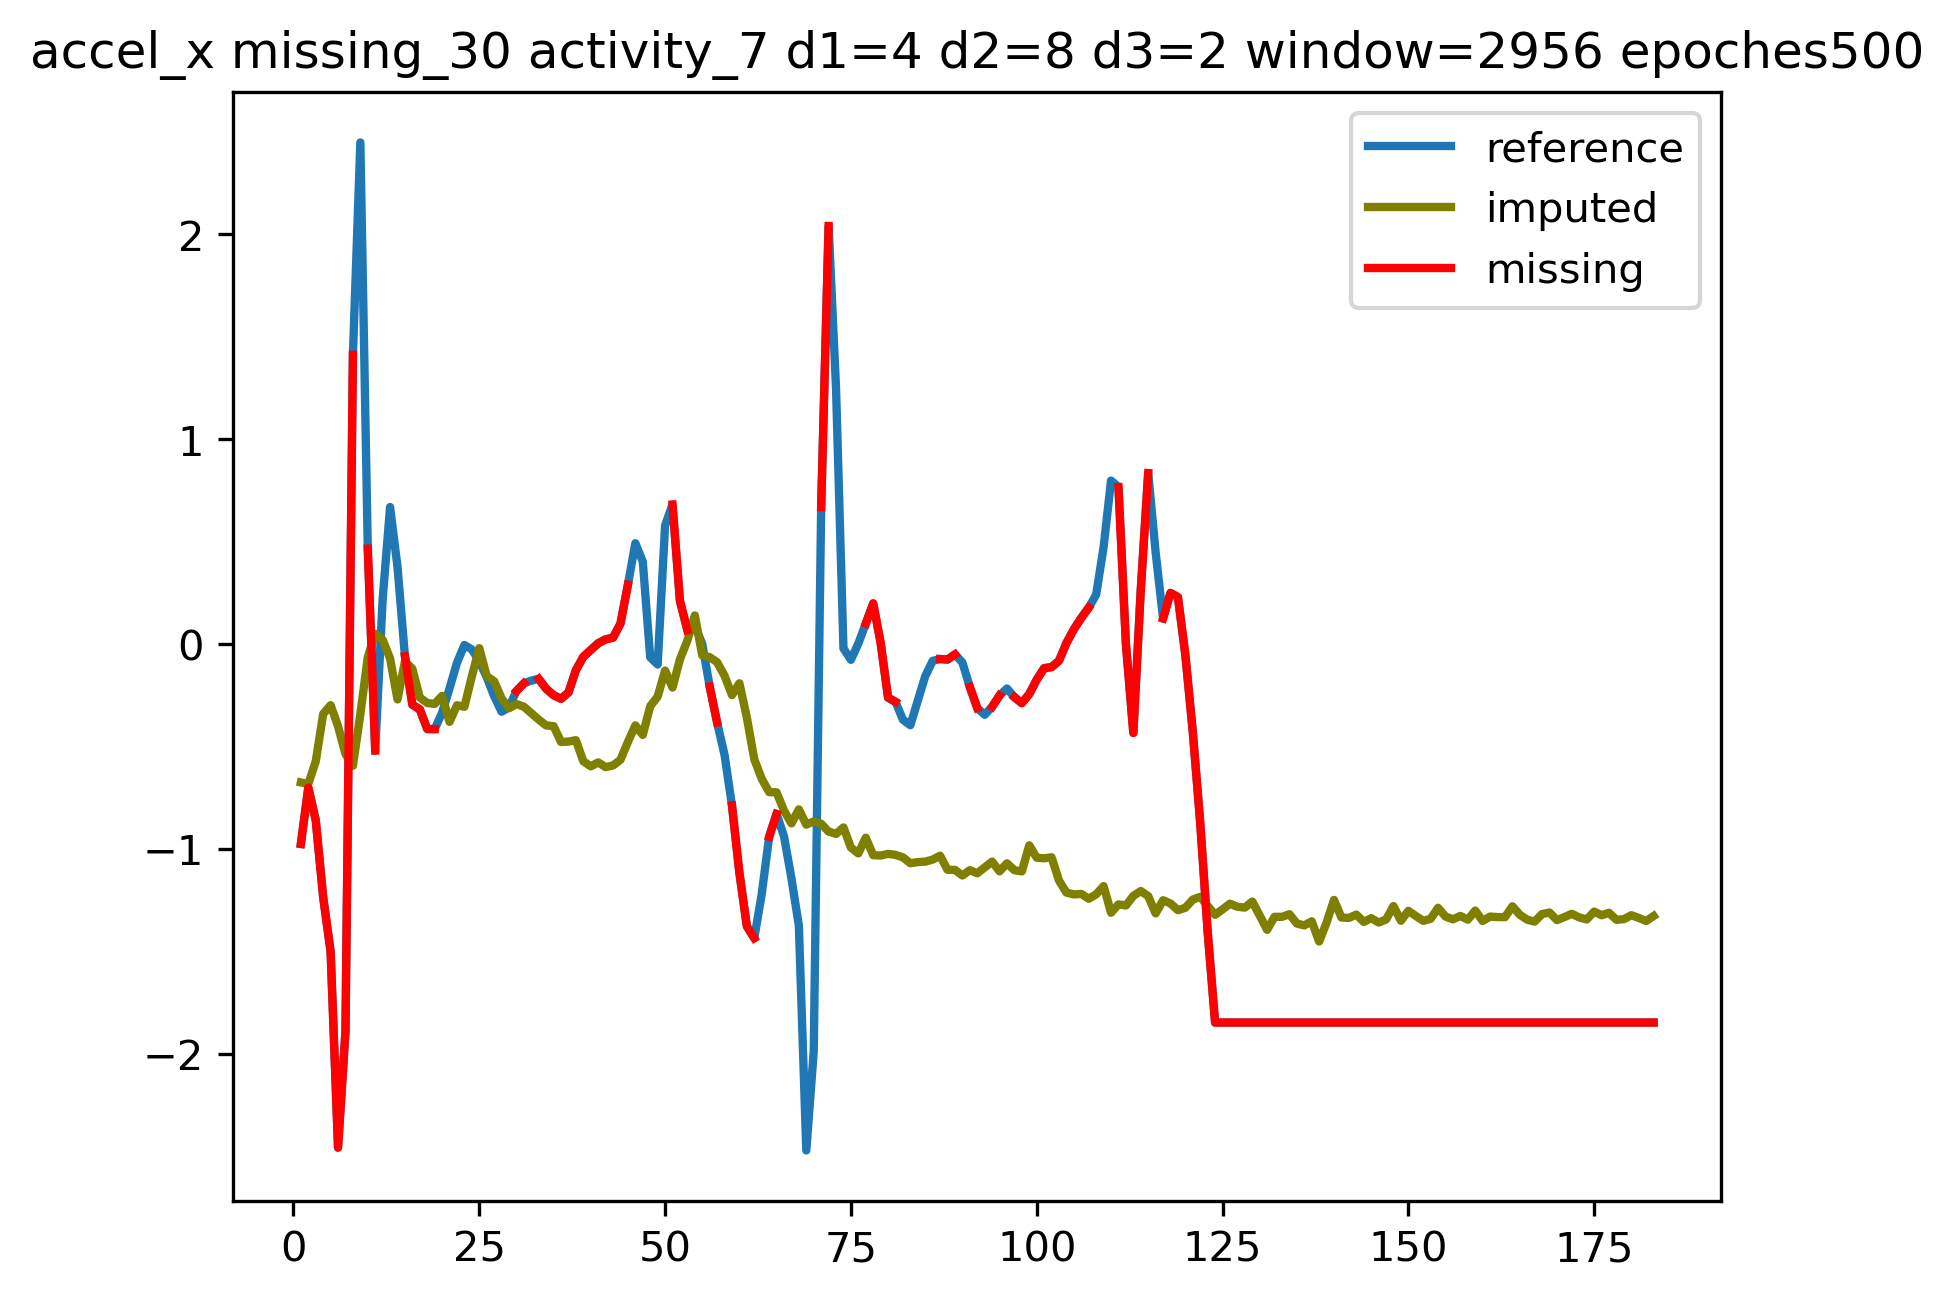 accel_x missing_30 activity_7 d1=4 d2=8 d3=2 window=2956 epoches500
reference
imputed
missing
2
1
0
−1
−2
0 25 50 75 100 125 150 175